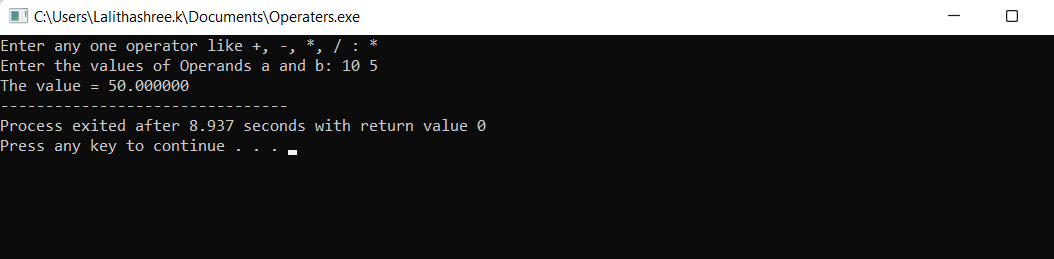 C:\Users\Lalithashree.k\Documents\Operaters.exe
Enter any one operator like +, -, *, / : *
Enter the values of Operands a and b: 10 5
The value = 50.000000
--------------------------------
Process exited after 8.937 seconds with return value 0
Press any key to continue . . .